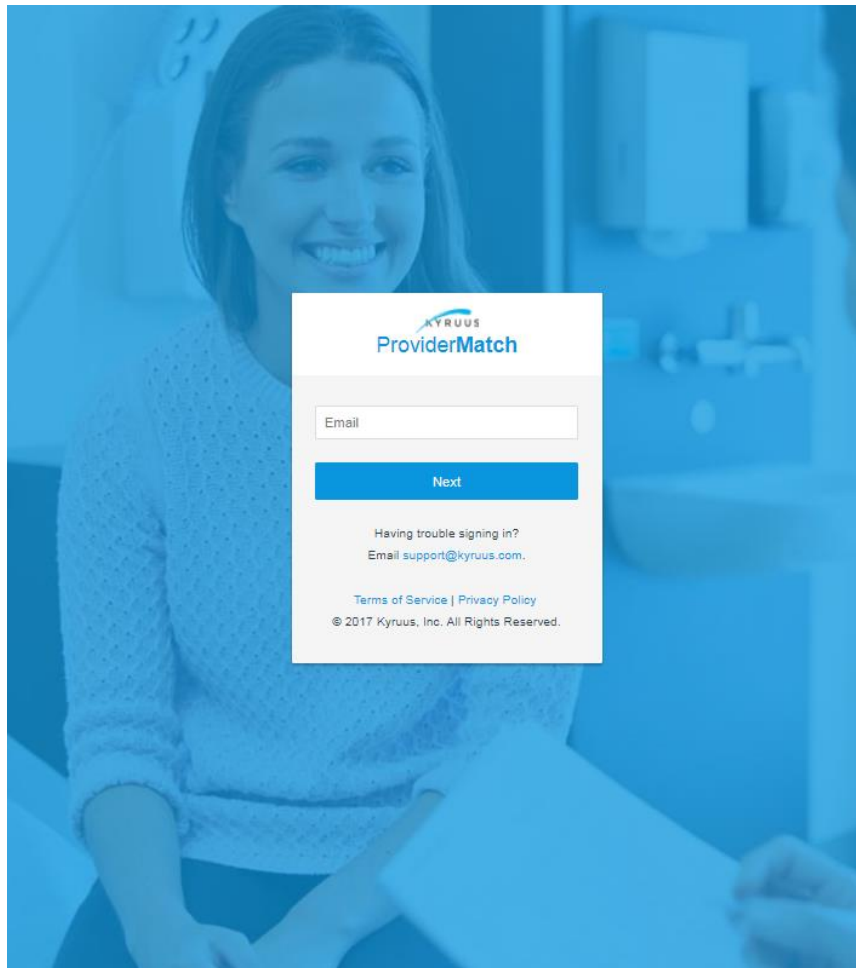 KYRUUS
ProviderMatch
Email
Next
Having trouble signing in?
Email support@kyruus.com.
Terms of Service | Privacy Policy
© 2017 Kyruus, Inc. All Rights Reserved.